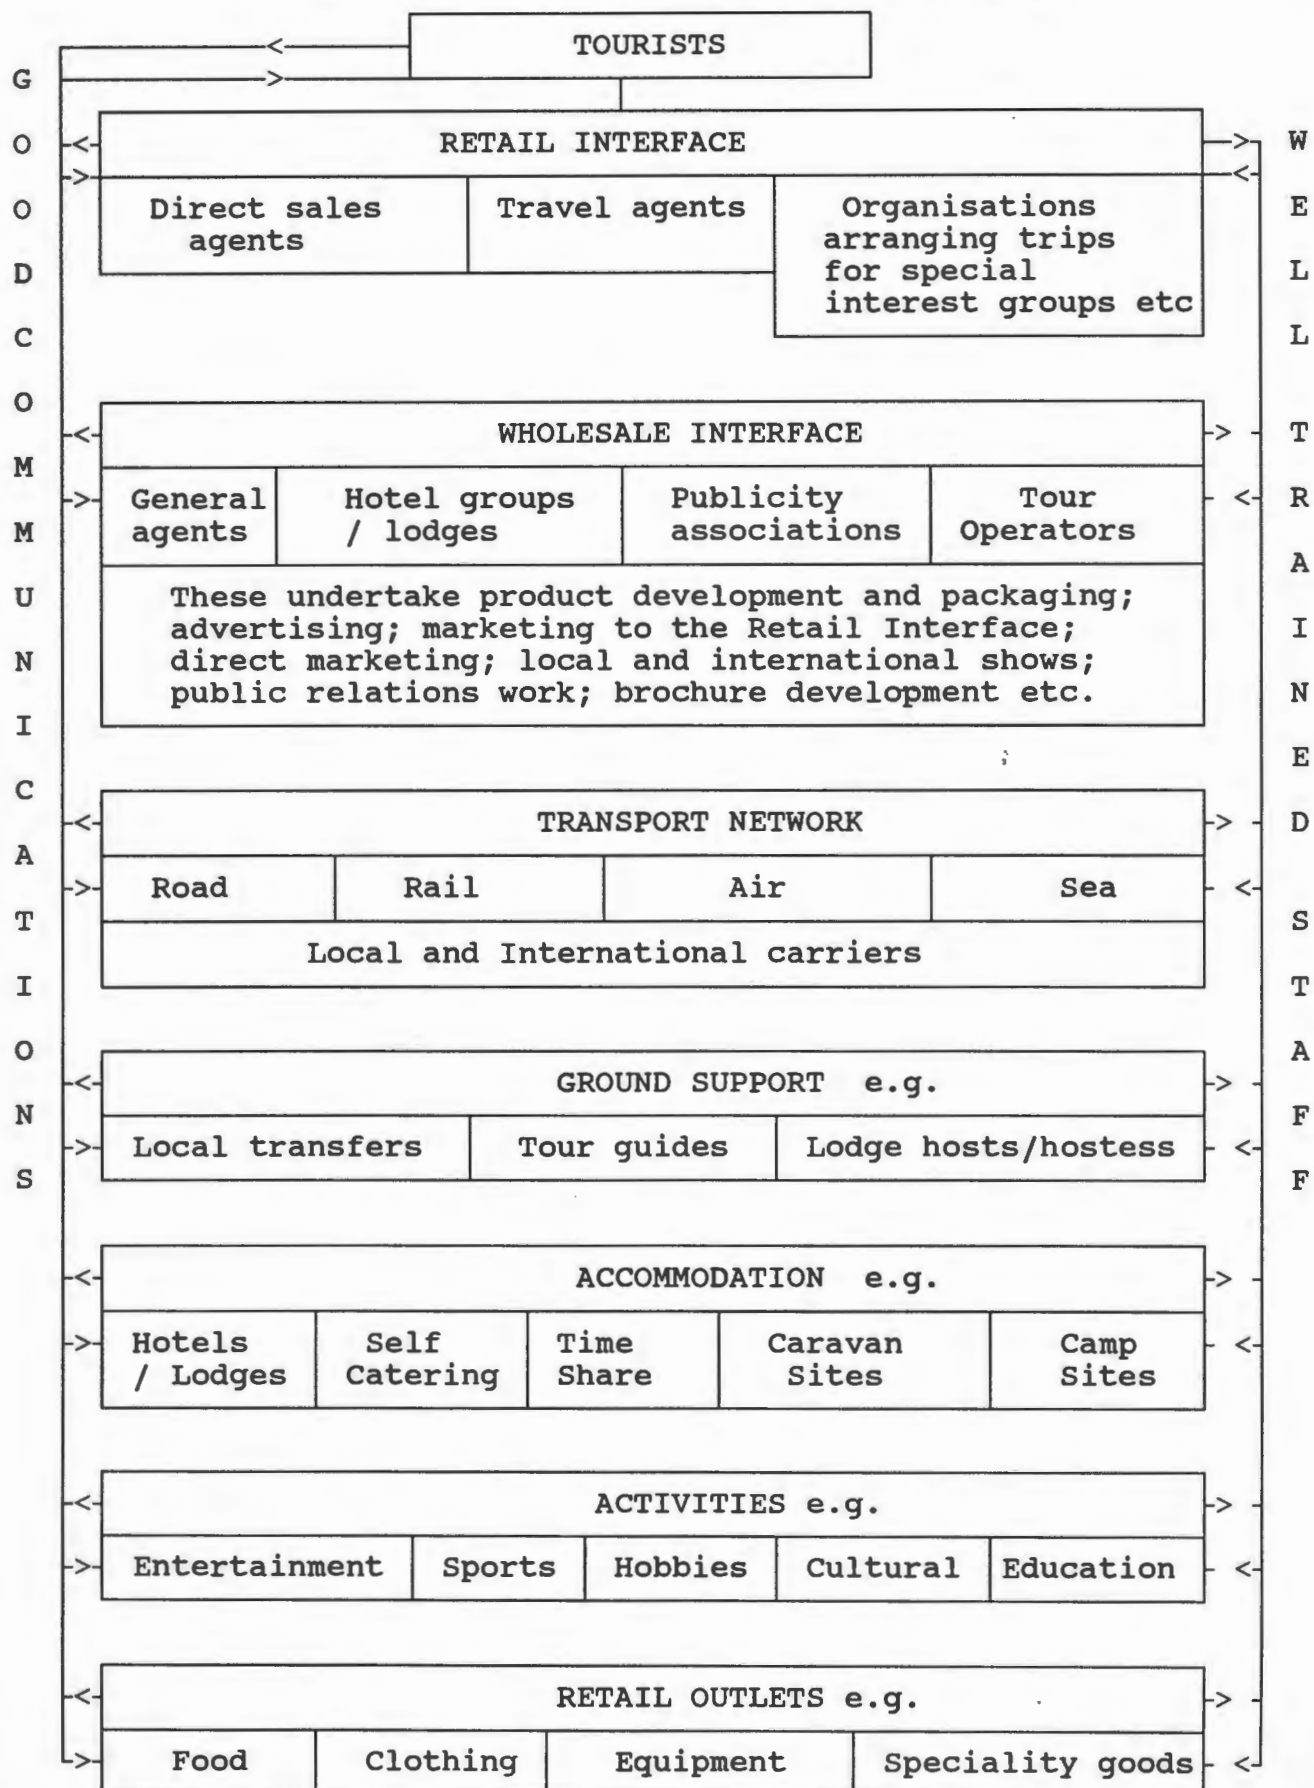 TOURISTS
RETAIL INTERFACE
Direct sales agents
Travel agents
Organisations arranging trips for special interest groups etc
WHOLESALE INTERFACE
General agents
Hotel groups / lodges
Publicity associations
Tour Operators
These undertake product development and packaging;
advertising; marketing to the Retail Interface;
direct marketing; local and international shows;
public relations work; brochure development etc.
TRANSPORT NETWORK
Road Rail Air Sea
Local and International carriers
GROUND SUPPORT e.g.
Local transfers Tour guides Lodge hosts/hostess
ACCOMMODATION e.g.
Hotels / Lodges
Self Catering
Time Share
Caravan Sites
Camp Sites
ACTIVITIES e.g.
Entertainment Sports Hobbies Cultural Education
RETAIL OUTLETS e.g.
Food Clothing Equipment Speciality goods
GOOD COMMUNICATIONS
WELL TRAINED STAFF